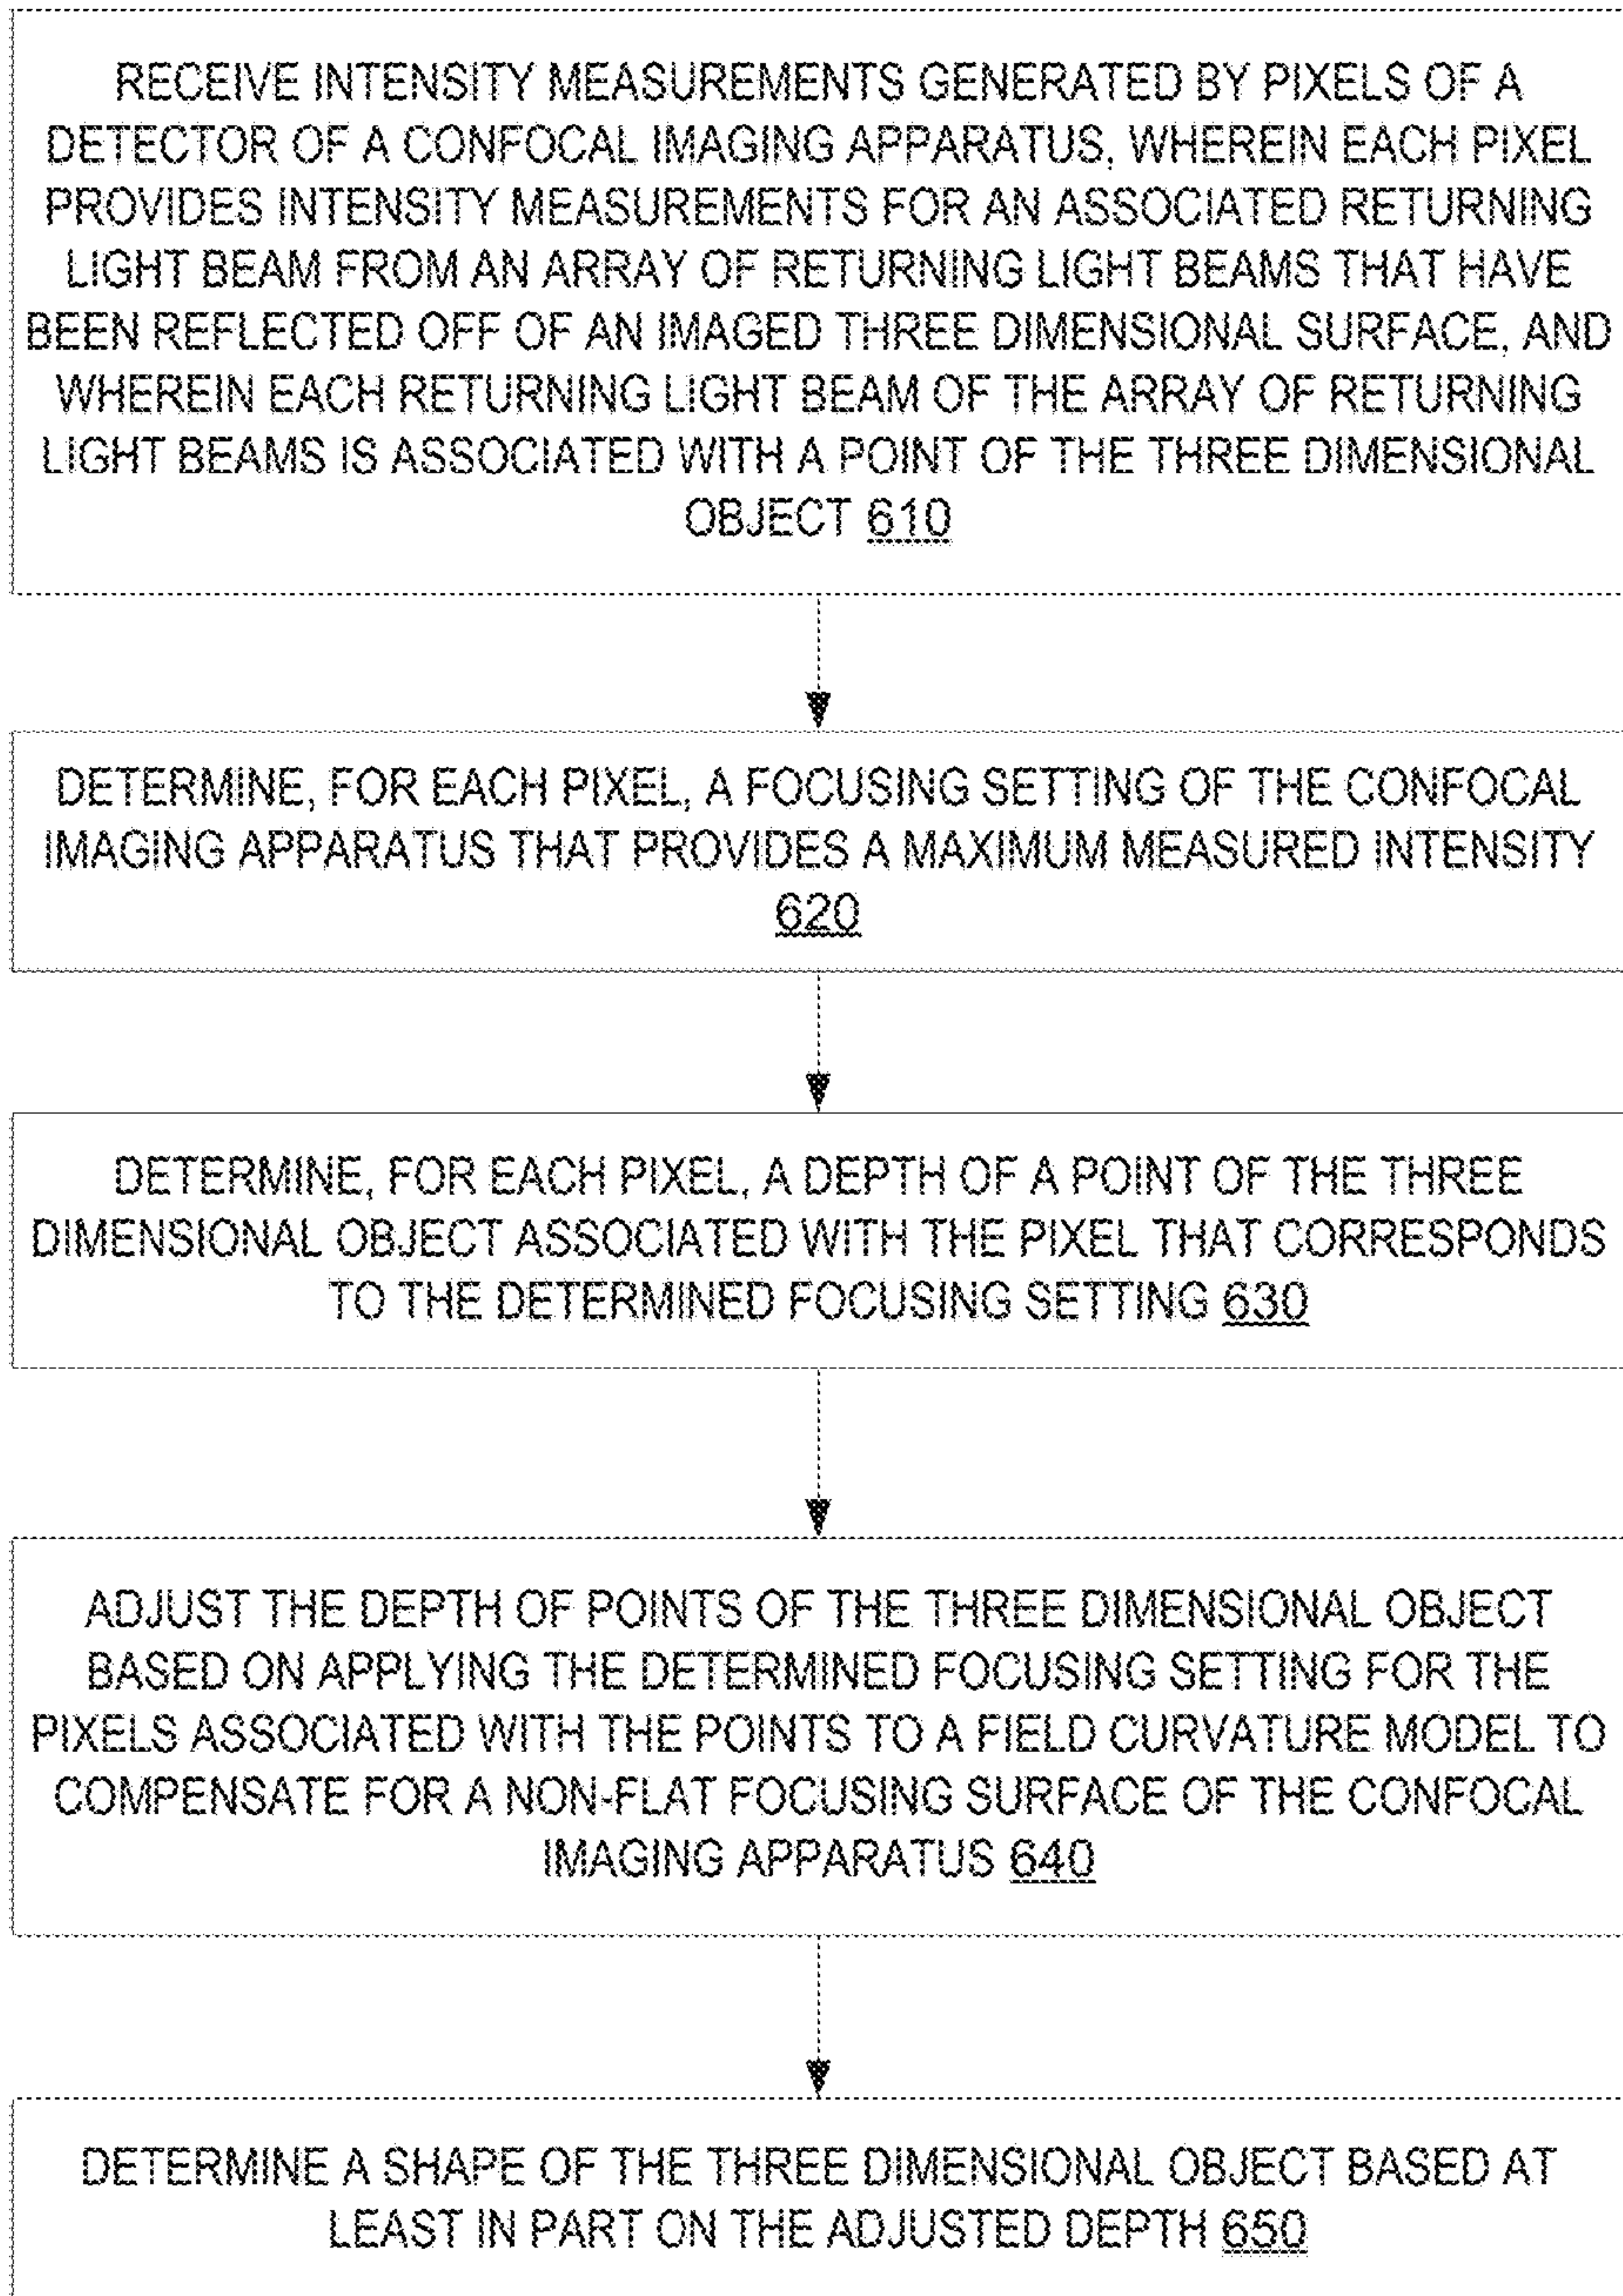 RECEIVE INTENSITY MEASUREMENTS GENERATED BY PIXELS OF A
DETECTOR OF A CONFOCAL IMAGING APPARATUS, WHEREIN EACH PIXEL
PROVIDES INTENSITY MEASUREMENTS FOR AN ASSOCIATED RETURNING
LIGHT BEAM FROM AN ARRAY OF RETURNING LIGHT BEAMS THAT HAVE
BEEN REFLECTED OFF OF AN IMAGED THREE DIMENSIONAL SURFACE, AND
WHEREIN EACH RETURNING LIGHT BEAM OF THE ARRAY OF RETURNING
LIGHT BEAMS IS ASSOCIATED WITH A POINT OF THE THREE DIMENSIONAL
OBJECT 610
DETERMINE, FOR EACH PIXEL, A FOCUSING SETTING OF THE CONFOCAL
IMAGING APPARATUS THAT PROVIDES A MAXIMUM MEASURED INTENSITY
620
DETERMINE, FOR EACH PIXEL, A DEPTH OF A POINT OF THE THREE
DIMENSIONAL OBJECT ASSOCIATED WITH THE PIXEL THAT CORRESPONDS
TO THE DETERMINED FOCUSING SETTING 630
ADJUST THE DEPTH OF POINTS OF THE THREE DIMENSIONAL OBJECT
BASED ON APPLYING THE DETERMINED FOCUSING SETTING FOR THE
PIXELS ASSOCIATED WITH THE POINTS TO A FIELD CURVATURE MODEL TO
COMPENSATE FOR A NON-FLAT FOCUSING SURFACE OF THE CONFOCAL
IMAGING APPARATUS 640
DETERMINE A SHAPE OF THE THREE DIMENSIONAL OBJECT BASED AT
LEAST IN PART ON THE ADJUSTED DEPTH 650